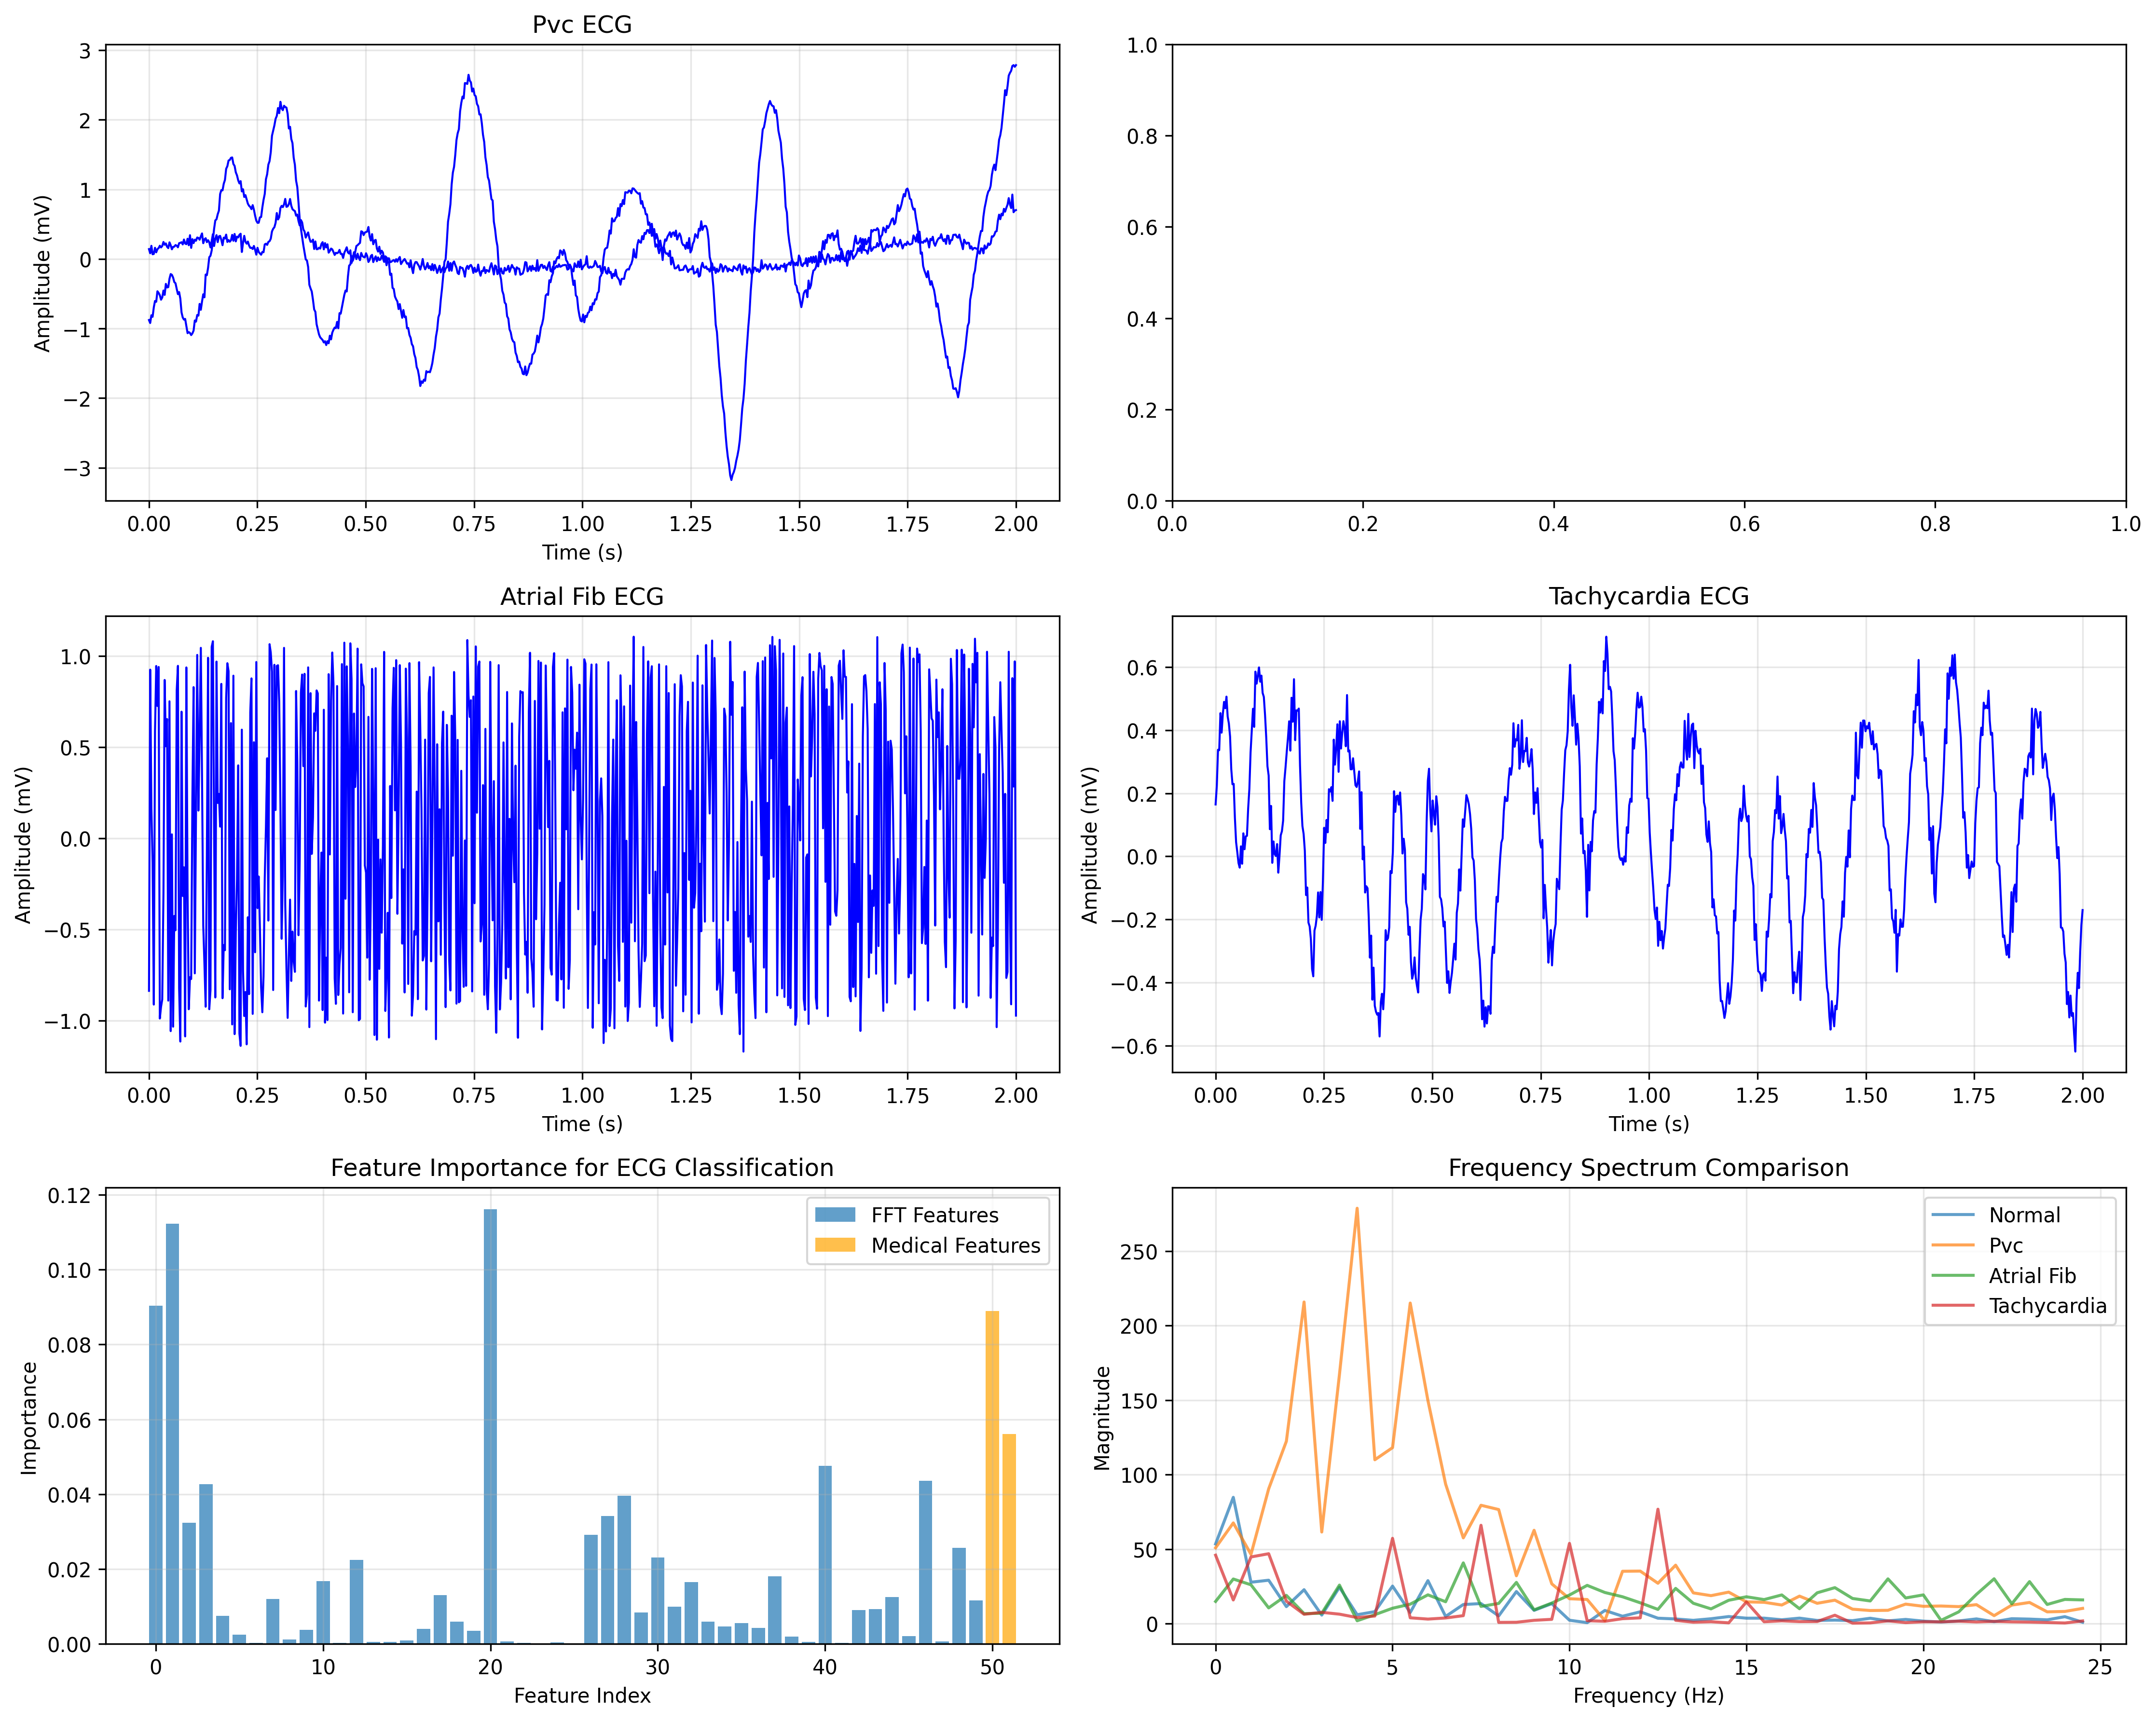 Pvc ECG
3
2
1
0
−1
−2
−3
Amplitude (mV)
0.00 0.25 0.50 0.75 1.00 1.25 1.50 1.75 2.00
Time (s)
1.0
0.8
0.6
0.4
0.2
0.0
0.0 0.2 0.4 0.6 0.8 1.0
Atrial Fib ECG
1.0
0.5
0.0
−0.5
−1.0
Amplitude (mV)
0.00 0.25 0.50 0.75 1.00 1.25 1.50 1.75 2.00
Time (s)
Tachycardia ECG
0.6
0.4
0.2
0.0
−0.2
−0.4
−0.6
Amplitude (mV)
0.00 0.25 0.50 0.75 1.00 1.25 1.50 1.75 2.00
Time (s)
Feature Importance for ECG Classification
0.12
0.10
0.08
0.06
0.04
0.02
0.00
Importance
FFT Features
Medical Features
0 10 20 30 40 50
Feature Index
Frequency Spectrum Comparison
250
200
150
100
50
0
Magnitude
Normal
Pvc
Atrial Fib
Tachycardia
0 5 10 15 20 25
Frequency (Hz)